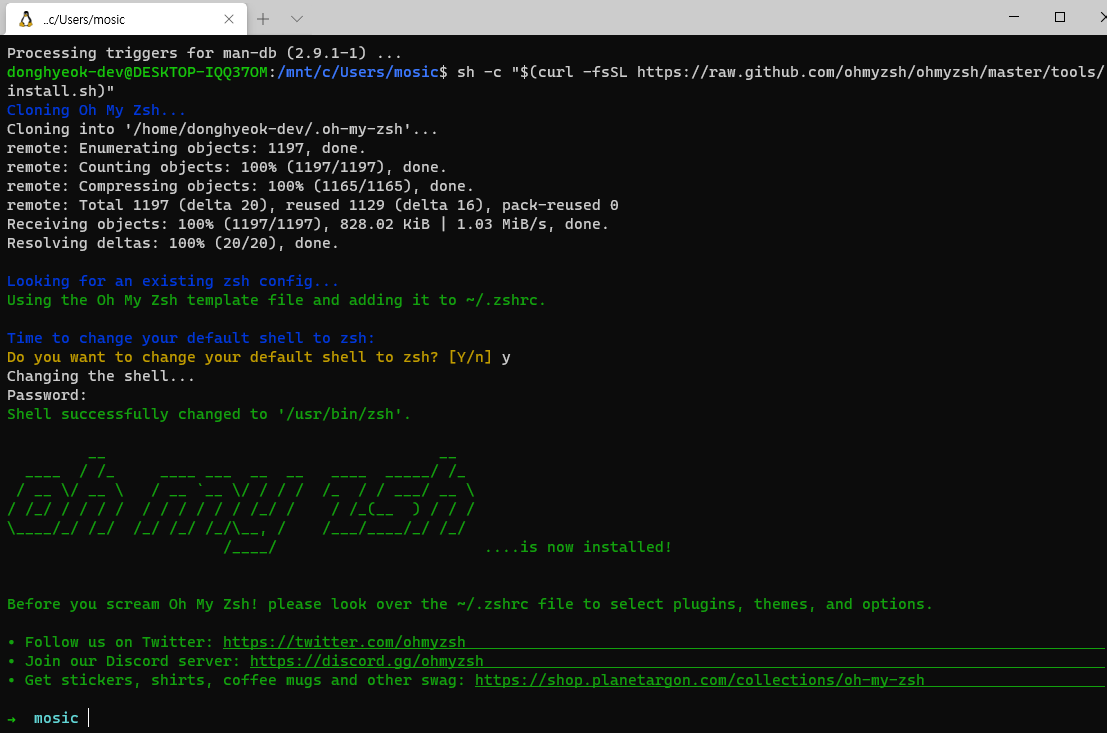 ..c/Users/mosic
Processing triggers for man-db (2.9.1-1) ...
donghyeok-dev@DESKTOP-IQQ37OM:/mnt/c/Users/mosic$ sh -c "$(curl -fsSL https://raw.github.com/ohmyzsh/ohmyzsh/master/tools/
install.sh)"
Cloning Oh My Zsh...
Cloning into '/home/donghyeok-dev/.oh-my-zsh'...
remote: Enumerating objects: 1197, done.
remote: Counting objects: 100% (1197/1197), done.
remote: Compressing objects: 100% (1165/1165), done.
remote: Total 1197 (delta 20), reused 1129 (delta 16), pack-reused 0
Receiving objects: 100% (1197/1197), 828.02 KiB | 1.03 MiB/s, done.
Resolving deltas: 100% (20/20), done.
Looking for an existing zsh config...
Using the Oh My Zsh template file and adding it to ~/.zshrc.
Time to change your default shell to zsh:
Do you want to change your default shell to zsh? [Y/n] y
Changing the shell...
Password:
Shell successfully changed to '/usr/bin/zsh'.
oh my zsh
....is now installed!
Before you scream Oh My Zsh! please look over the ~/.zshrc file to select plugins, themes, and options.
• Follow us on Twitter: https://twitter.com/ohmyzsh
• Join our Discord server: https://discord.gg/ohmyzsh
• Get stickers, shirts, coffee mugs and other swag: https://shop.planetargon.com/collections/oh-my-zsh
→ mosic